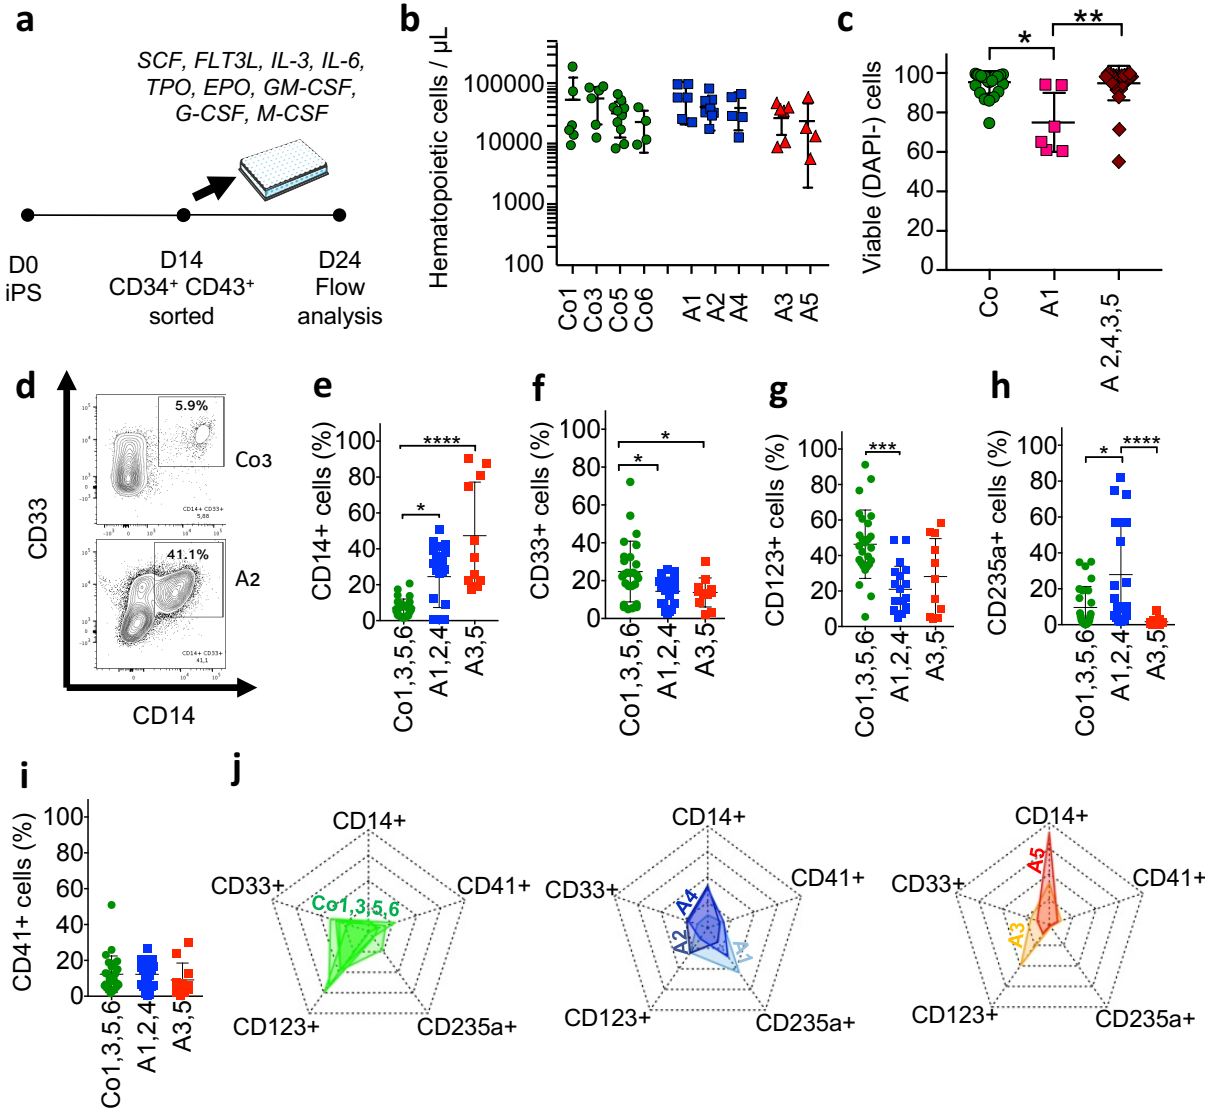 a
SCF, FLT3L, IL-3, IL-6,
TPO, EPO, GM-CSF,
G-CSF, M-CSF
D0
iPS
D14
CD34+ CD43+
sorted
D24
Flow
analysis
b
Hematopoietic cells / µL
100000
10000
1000
100
Co1
Co3
Co5
Co6
A1
A2
A4
A3
A5
c
Viable (DAPI-) cells
100
80
60
40
20
0
*
**
Co
A1
A 2,4,3,5
d
CD33
CD14
5.9%
Co3
CD14+ CD33+
5,88
41.1%
A2
CD14+ CD33+
41,1
e
CD14+ cells (%)
100
80
60
40
20
0
****
*
Co1,3,5,6
A1,2,4
A3,5
f
CD33+ cells (%)
100
80
60
40
20
0
*
*
Co1,3,5,6
A1,2,4
A3,5
g
CD123+ cells (%)
100
80
60
40
20
0
***
Co1,3,5,6
A1,2,4
A3,5
h
CD235a+ cells (%)
100
80
60
40
20
0
*
****
Co1,3,5,6
A1,2,4
A3,5
i
CD41+ cells (%)
100
80
60
40
20
0
Co1,3,5,6
A1,2,4
A3,5
j
CD14+
CD33+
CD41+
Co1,3,5,6
CD123+
CD235a+
CD14+
CD33+
CD41+
A4
A2
A1
CD123+
CD235a+
CD14+
CD33+
CD41+
A5
A3
CD123+
CD235a+